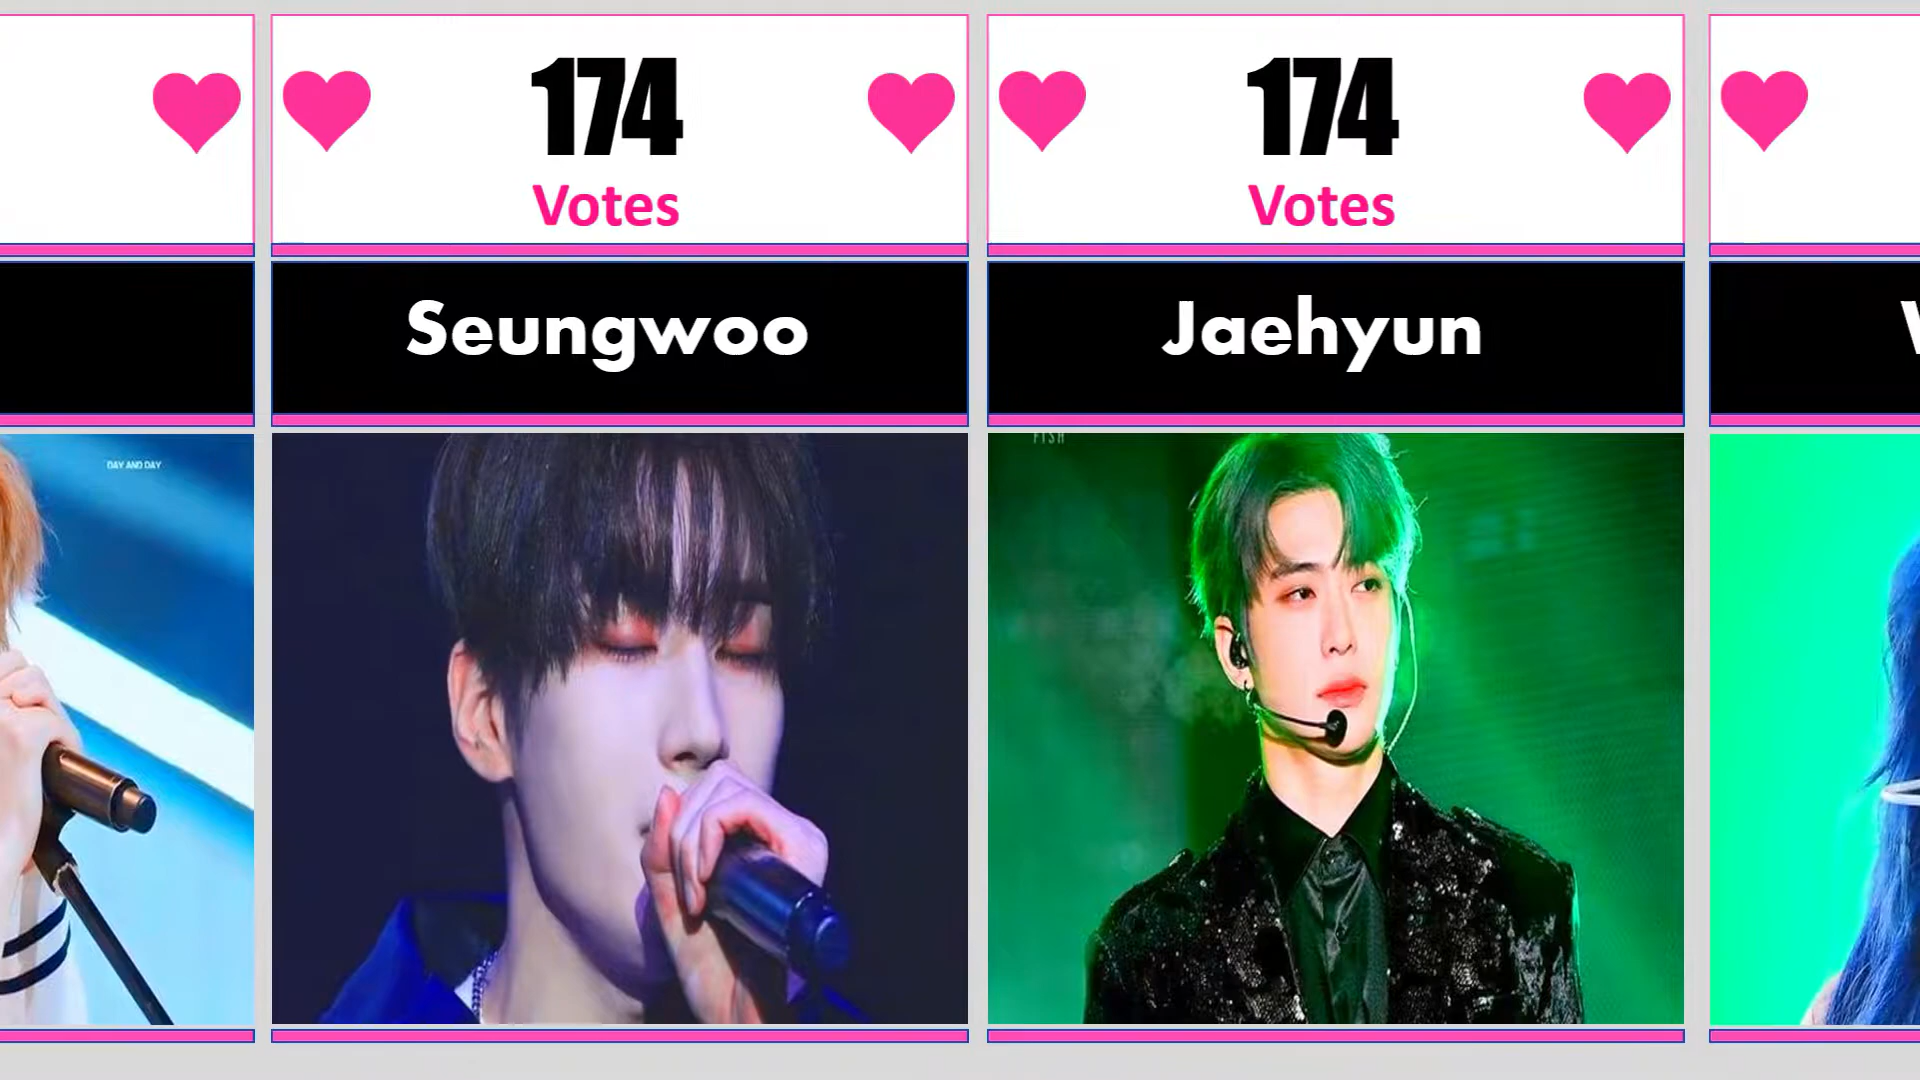 174
Votes
Seungwoo
174
Votes
Jaehyun
DAY AND DAY